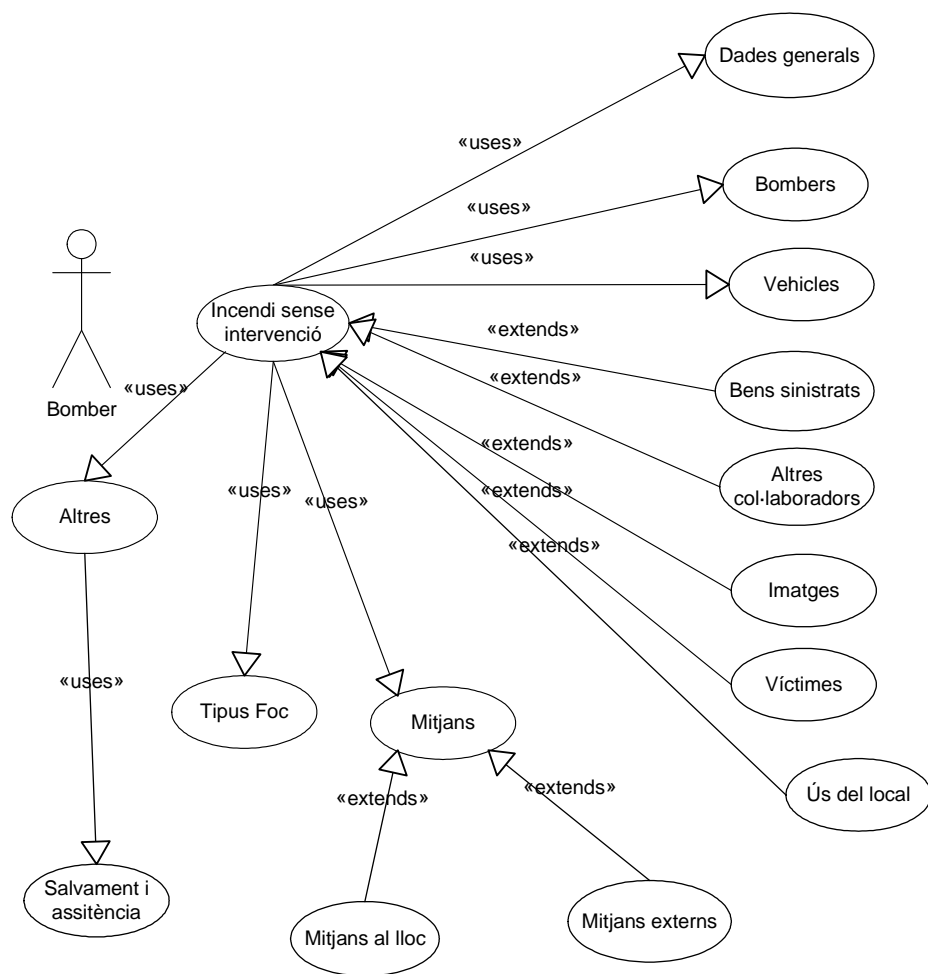 Dades generals
«uses»
Bombers
«uses»
«uses»
Vehicles
Incendi sense
intervenció
«extends»
«extends»
Bens sinistrats
«uses»
Bomber
«extends»
Altres
col·laboradors
«uses»
«extends»
«uses»
Altres
«extends»
Imatges
«uses»
Víctimes
Tipus Foc
Mitjans
«extends»
«extends»
Ús del local
Salvament i
assitència
Mitjans al lloc
Mitjans externs